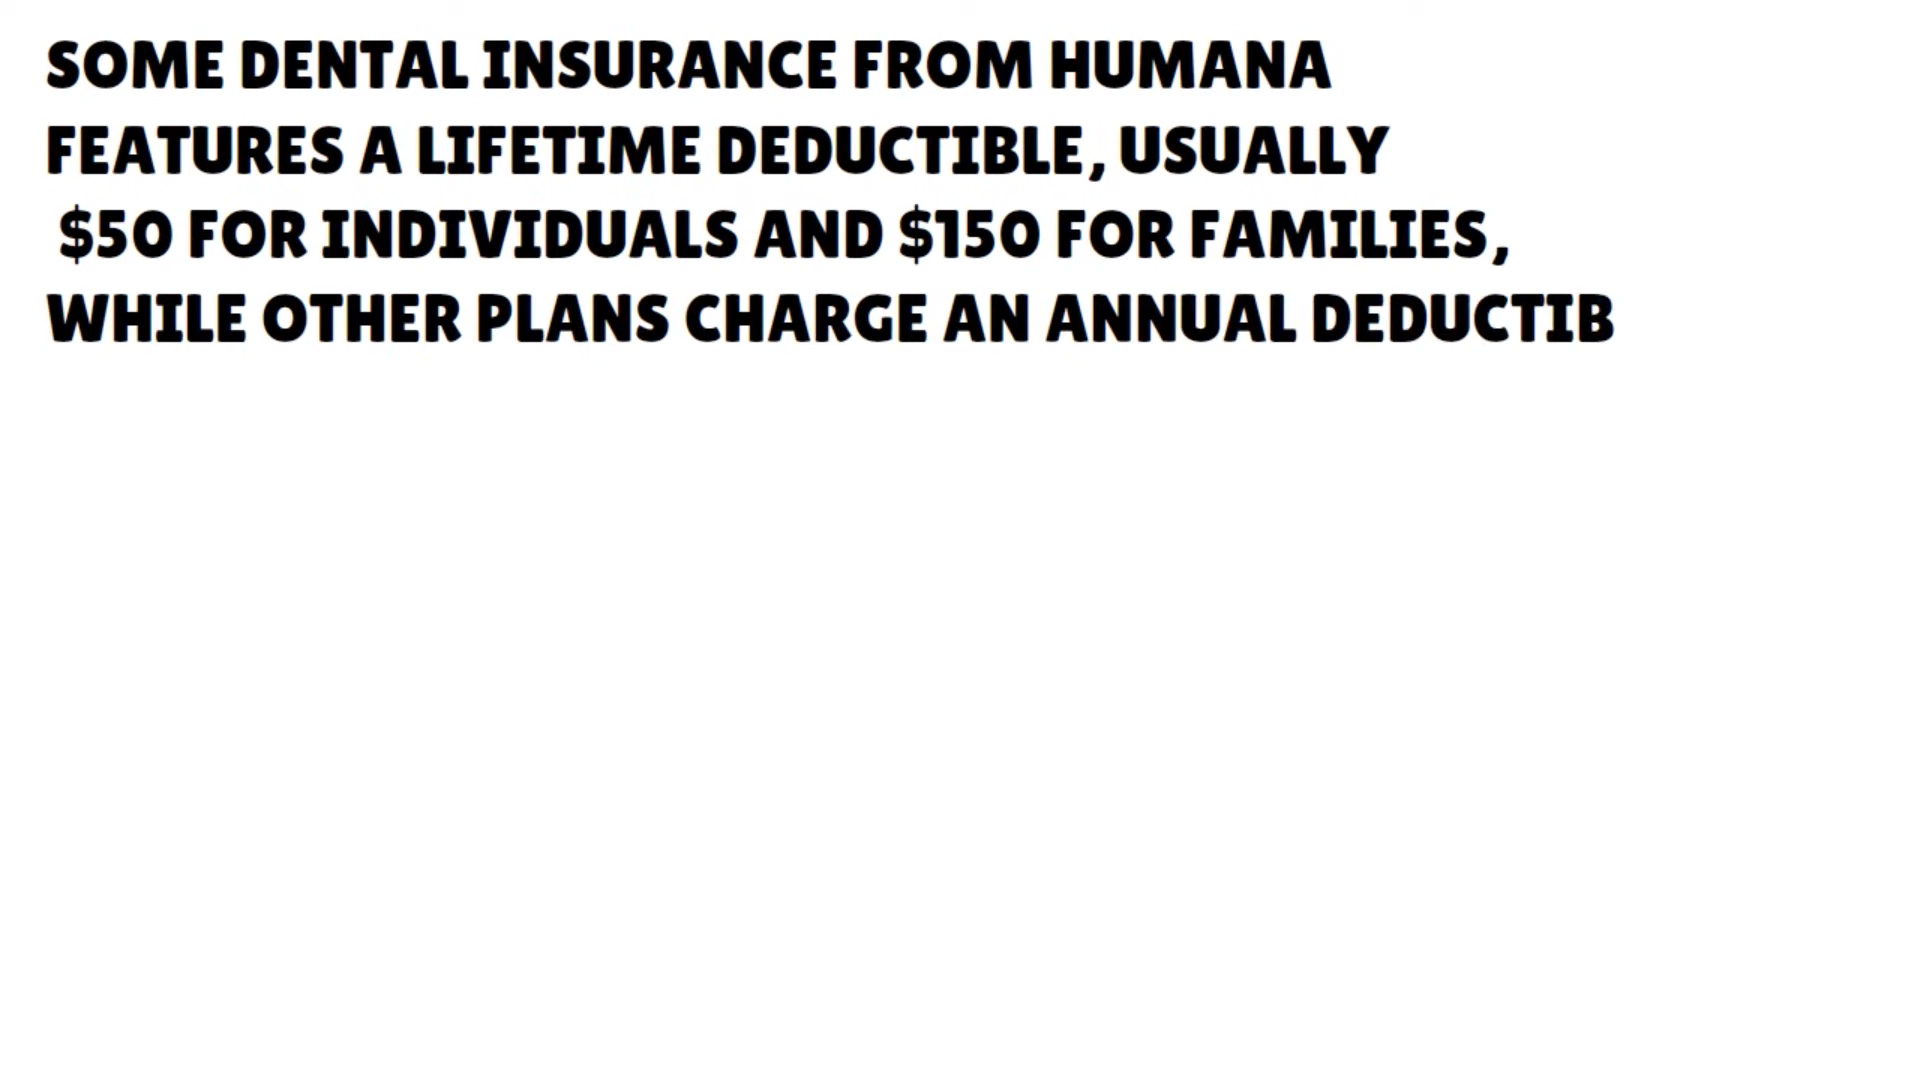 SOME DENTAL INSURANCE FROM HUMANA
FEATURES A LIFETIME DEDUCTIBLE, USUALLY
$50 FOR INDIVIDUALS AND $150 FOR FAMILIES,
WHILE OTHER PLANS CHARGE AN ANNUAL DEDUCTIB